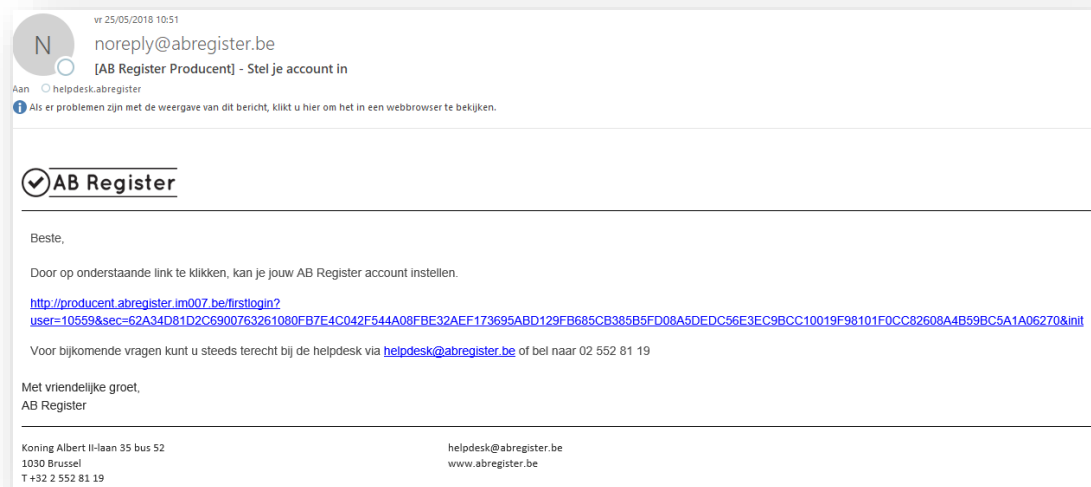 vr 25/05/2018 10:51
N
noreply@abregister.be
[AB Register Producent] - Stel je account in
Aan helpdesk.abregister
Als er problemen zijn met de weergave van dit bericht, klikt u hier om het in een webbrowser te bekijken.
AB Register
Beste,
Door op onderstaande link te klikken, kan je jouw AB Register account instellen.
http://producent.abregister.im007.be/firstlogin?
user=10559&sec=62A34D81D2C6900763261080FB7E4C042F544A08FBE32AEF173695ABD129FB685CB385B5FD08A5DEDC56E3EC9BCC10019F98101F0CC82608A4B59BC5A1A06270&init
Voor bijkomende vragen kunt u steeds terecht bij de helpdesk via helpdesk@abregister.be of bel naar 02 552 81 19
Met vriendelijke groet,
AB Register
Koning Albert II-laan 35 bus 52 helpdesk@abregister.be
1030 Brussel www.abregister.be
T +32 2 552 81 19